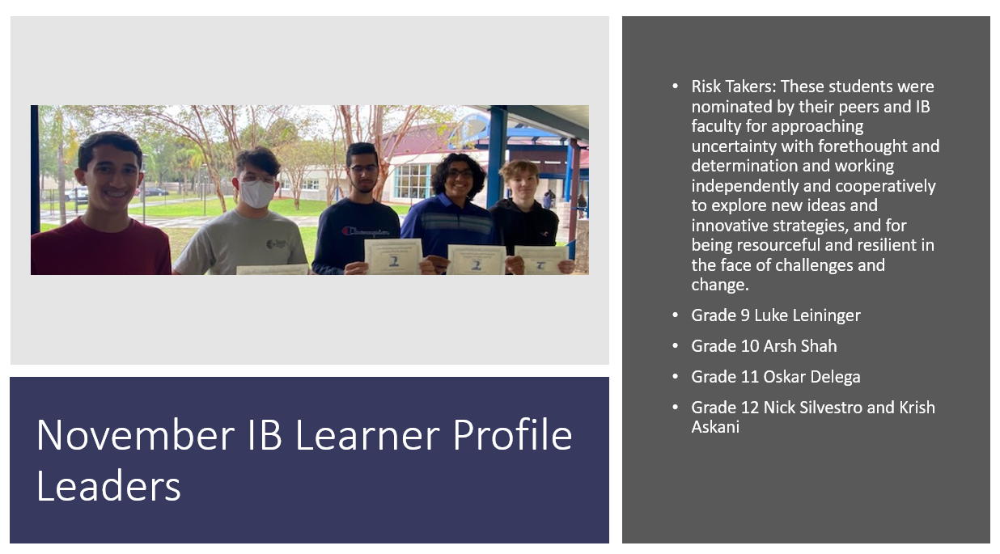 Champion
November IB Learner Profile
Leaders
• Risk Takers: These students were
nominated by their peers and IB
faculty for approaching
uncertainty with forethought and
determination and working
independently and cooperatively
to explore new ideas and
innovative strategies, and for
being resourceful and resilient in
the face of challenges and
change.
• Grade 9 Luke Leininger
• Grade 10 Arsh Shah
• Grade 11 Oskar Delega
• Grade 12 Nick Silvestro and Krish
Askani